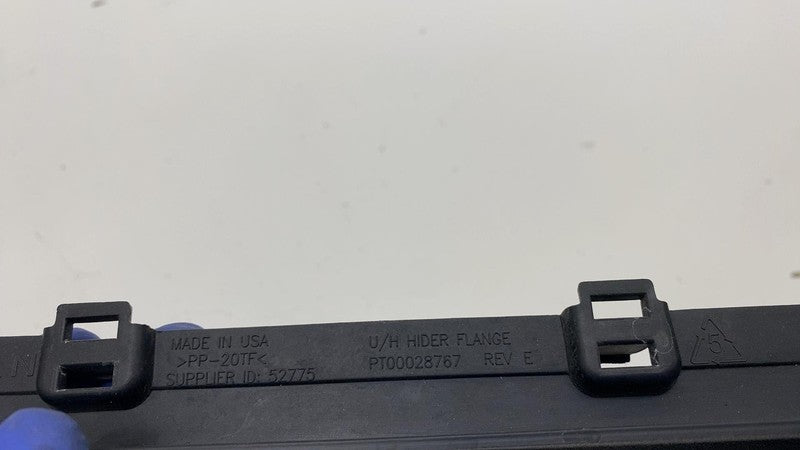 N
MADE IN USA
>PP-20TF<
SUPPLIER ID: 52775
U/H HIDER FLANGE
PT00028767 REV E
5